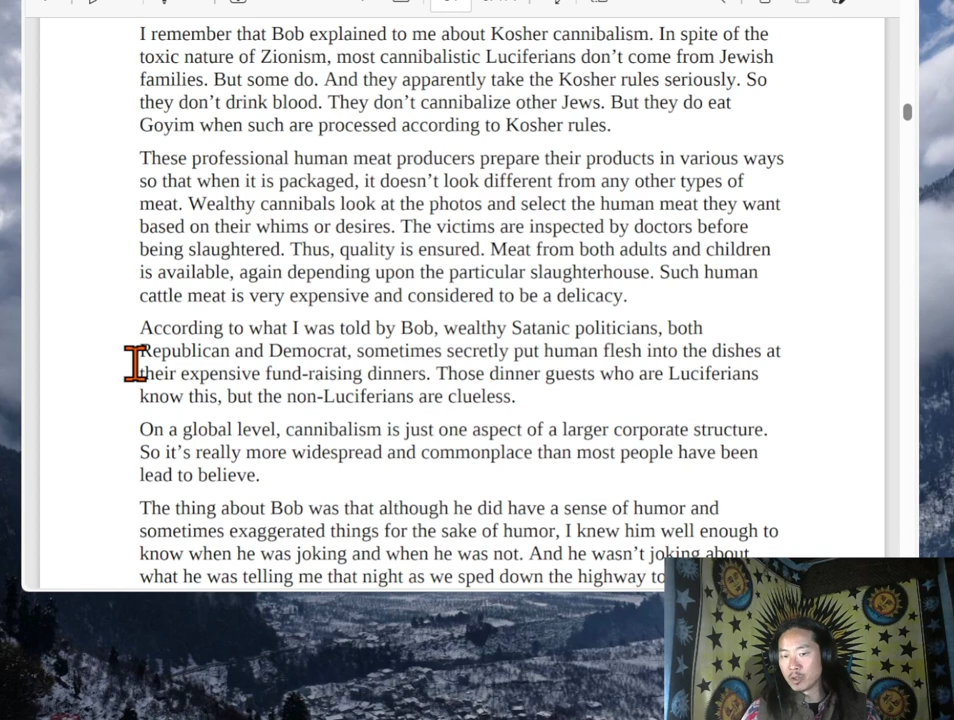 I remember that Bob explained to me about Kosher cannibalism. In spite of the
toxic nature of Zionism, most cannibalistic Luciferians don’t come from Jewish
families. But some do. And they apparently take the Kosher rules seriously. So
they don’t drink blood. They don’t cannibalize other Jews. But they do eat
Goyim when such are processed according to Kosher rules.
These professional human meat producers prepare their products in various ways
so that when it is packaged, it doesn’t look different from any other types of
meat. Wealthy cannibals look at the photos and select the human meat they want
based on their whims or desires. The victims are inspected by doctors before
being slaughtered. Thus, quality is ensured. Meat from both adults and children
is available, again depending upon the particular slaughterhouse. Such human
cattle meat is very expensive and considered to be a delicacy.
According to what I was told by Bob, wealthy Satanic politicians, both
Republican and Democrat, sometimes secretly put human flesh into the dishes at
their expensive fund-raising dinners. Those dinner guests who are Luciferians
know this, but the non-Luciferians are clueless.
On a global level, cannibalism is just one aspect of a larger corporate structure.
So it’s really more widespread and commonplace than most people have been
lead to believe.
The thing about Bob was that although he did have a sense of humor and
sometimes exaggerated things for the sake of humor, I knew him well enough to
know when he was joking and when he was not. And he wasn’t joking about
what he was telling me that night as we sped down the highway to